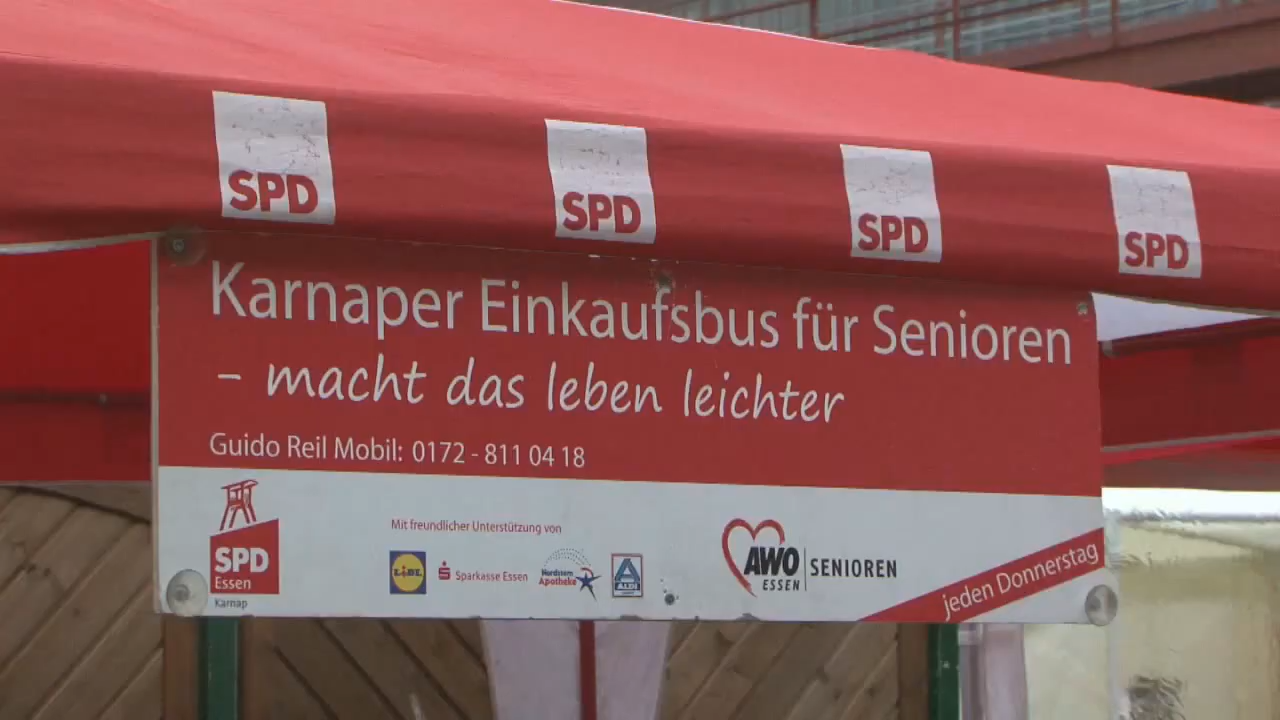 SPD SPD SPD SPD
Karnaper Einkaufsbus für Senioren
- macht das leben leichter
Guido Reil Mobil: 0172 - 811 04 18
Mit freundlicher Unterstützung von
SPD
Essen
Karnap
LIDL
Sparkasse Essen
Nordstern
Apotheke
ALDI
AWO
ESSEN
SENIOREN
jeden Donnerstag